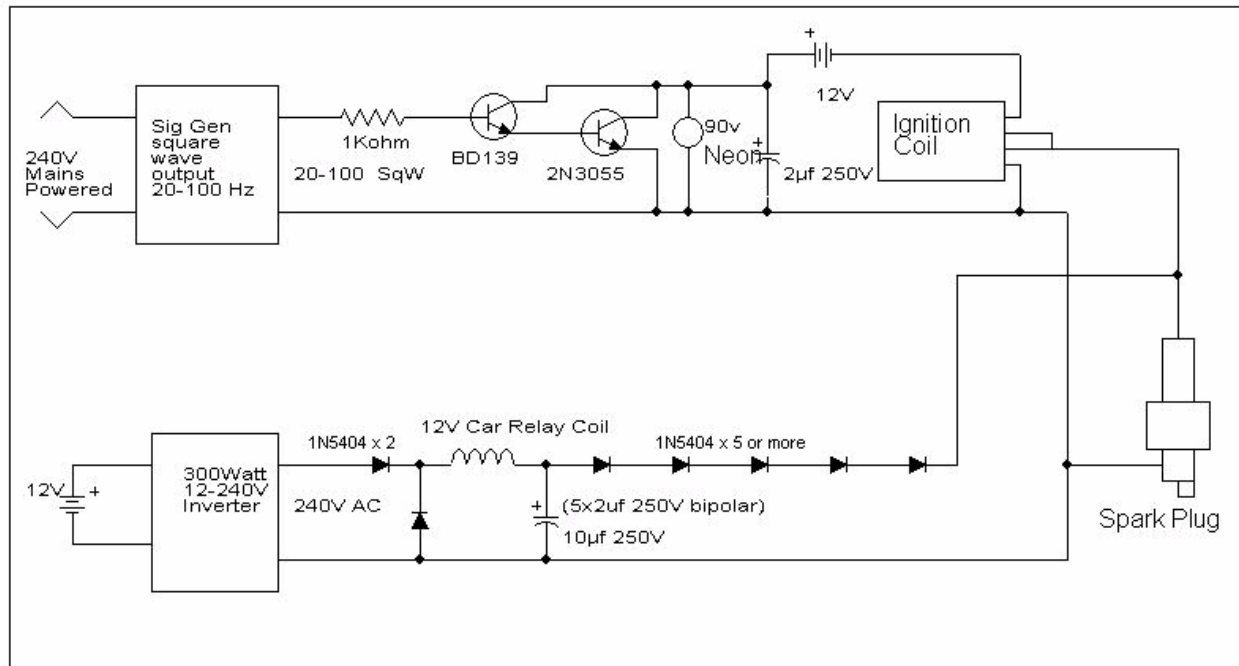 240V
Mains
Powered
Sig Gen
square
wave
output
20-100 Hz
1Kohm
20-100 SqW
BD139
2N3055
90v
Neon
+
2µf 250V
+
12V
Ignition
Coil
12V
+
300Watt
12-240V
Inverter
1N5404 x 2
240V AC
12V Car Relay Coil
+
(5x2uf 250V bipolar)
10µf 250V
1N5404 x 5 or more
Spark Plug